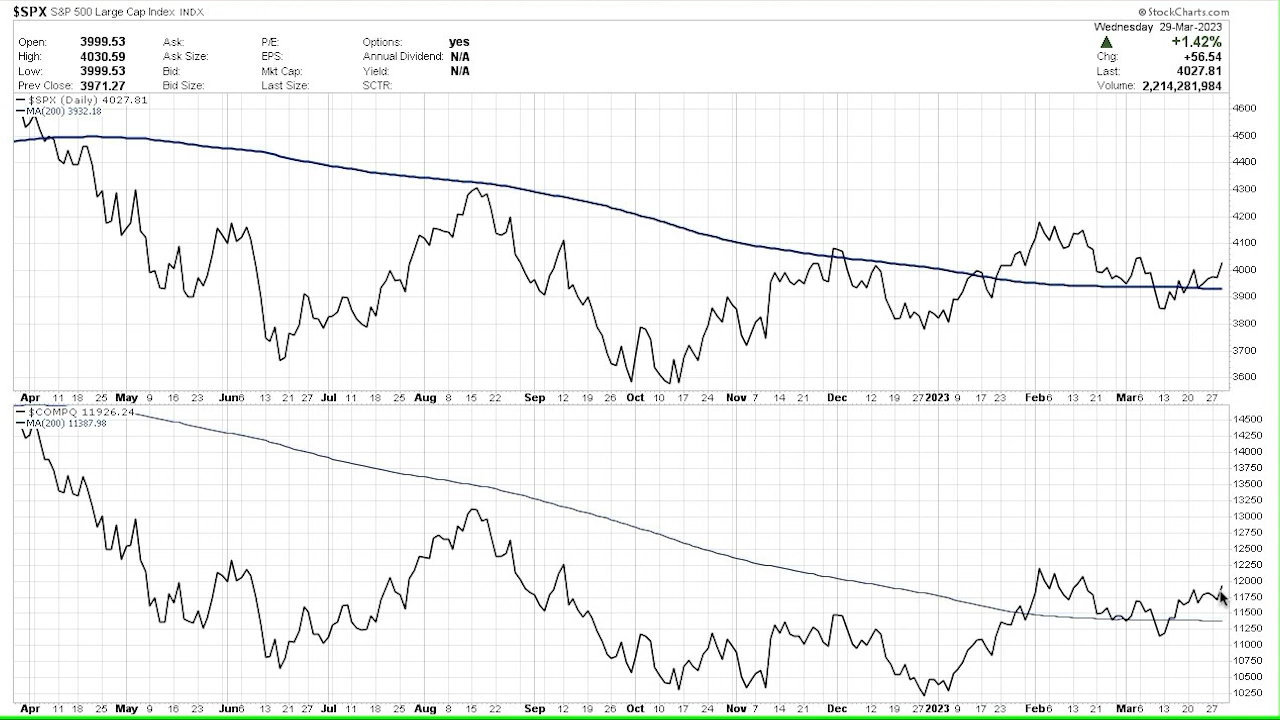 $SPX S&P 500 Large Cap Index INDX @StockCharts.com
Wednesday 29-Mar-2023
Open: 3999.53 Ask: P/E: Options: yes ▲ +1.42%
High: 4030.59 Ask Size: EPS: Annual Dividend: N/A Chg: +56.54
Low: 3999.53 Bid: Mkt Cap: Yield: N/A Last: 4027.81
Prev Close: 3971.27 Bid Size: Last Size: SCTR: Volume: 2,214,281,984
$SPX (Daily) 4027.81
MA(200) 3932.18
4600
4500
4400
4300
4200
4100
4000
3900
3800
3700
3600
Apr 11 18 25 May 9 16 23 Jun 6 13 21 27 Jul 11 18 25 Aug 8 15 22 Sep 12 19 26 Oct 10 17 24 Nov 7 14 21 Dec 12 19 27 2023 9 17 23 Feb 6 13 21 Mar 6 13 20 27
$COMPQ 11926.24
MA(200) 11387.98
14500
14250
14000
13750
13500
13250
13000
12750
12500
12250
12000
11750
11500
11250
11000
10750
10500
10250
Apr 11 18 25 May 9 16 23 Jun 6 13 21 27 Jul 11 18 25 Aug 8 15 22 Sep 12 19 26 Oct 10 17 24 Nov 7 14 21 Dec 12 19 27 2023 9 17 23 Feb 6 13 21 Mar 6 13 20 27